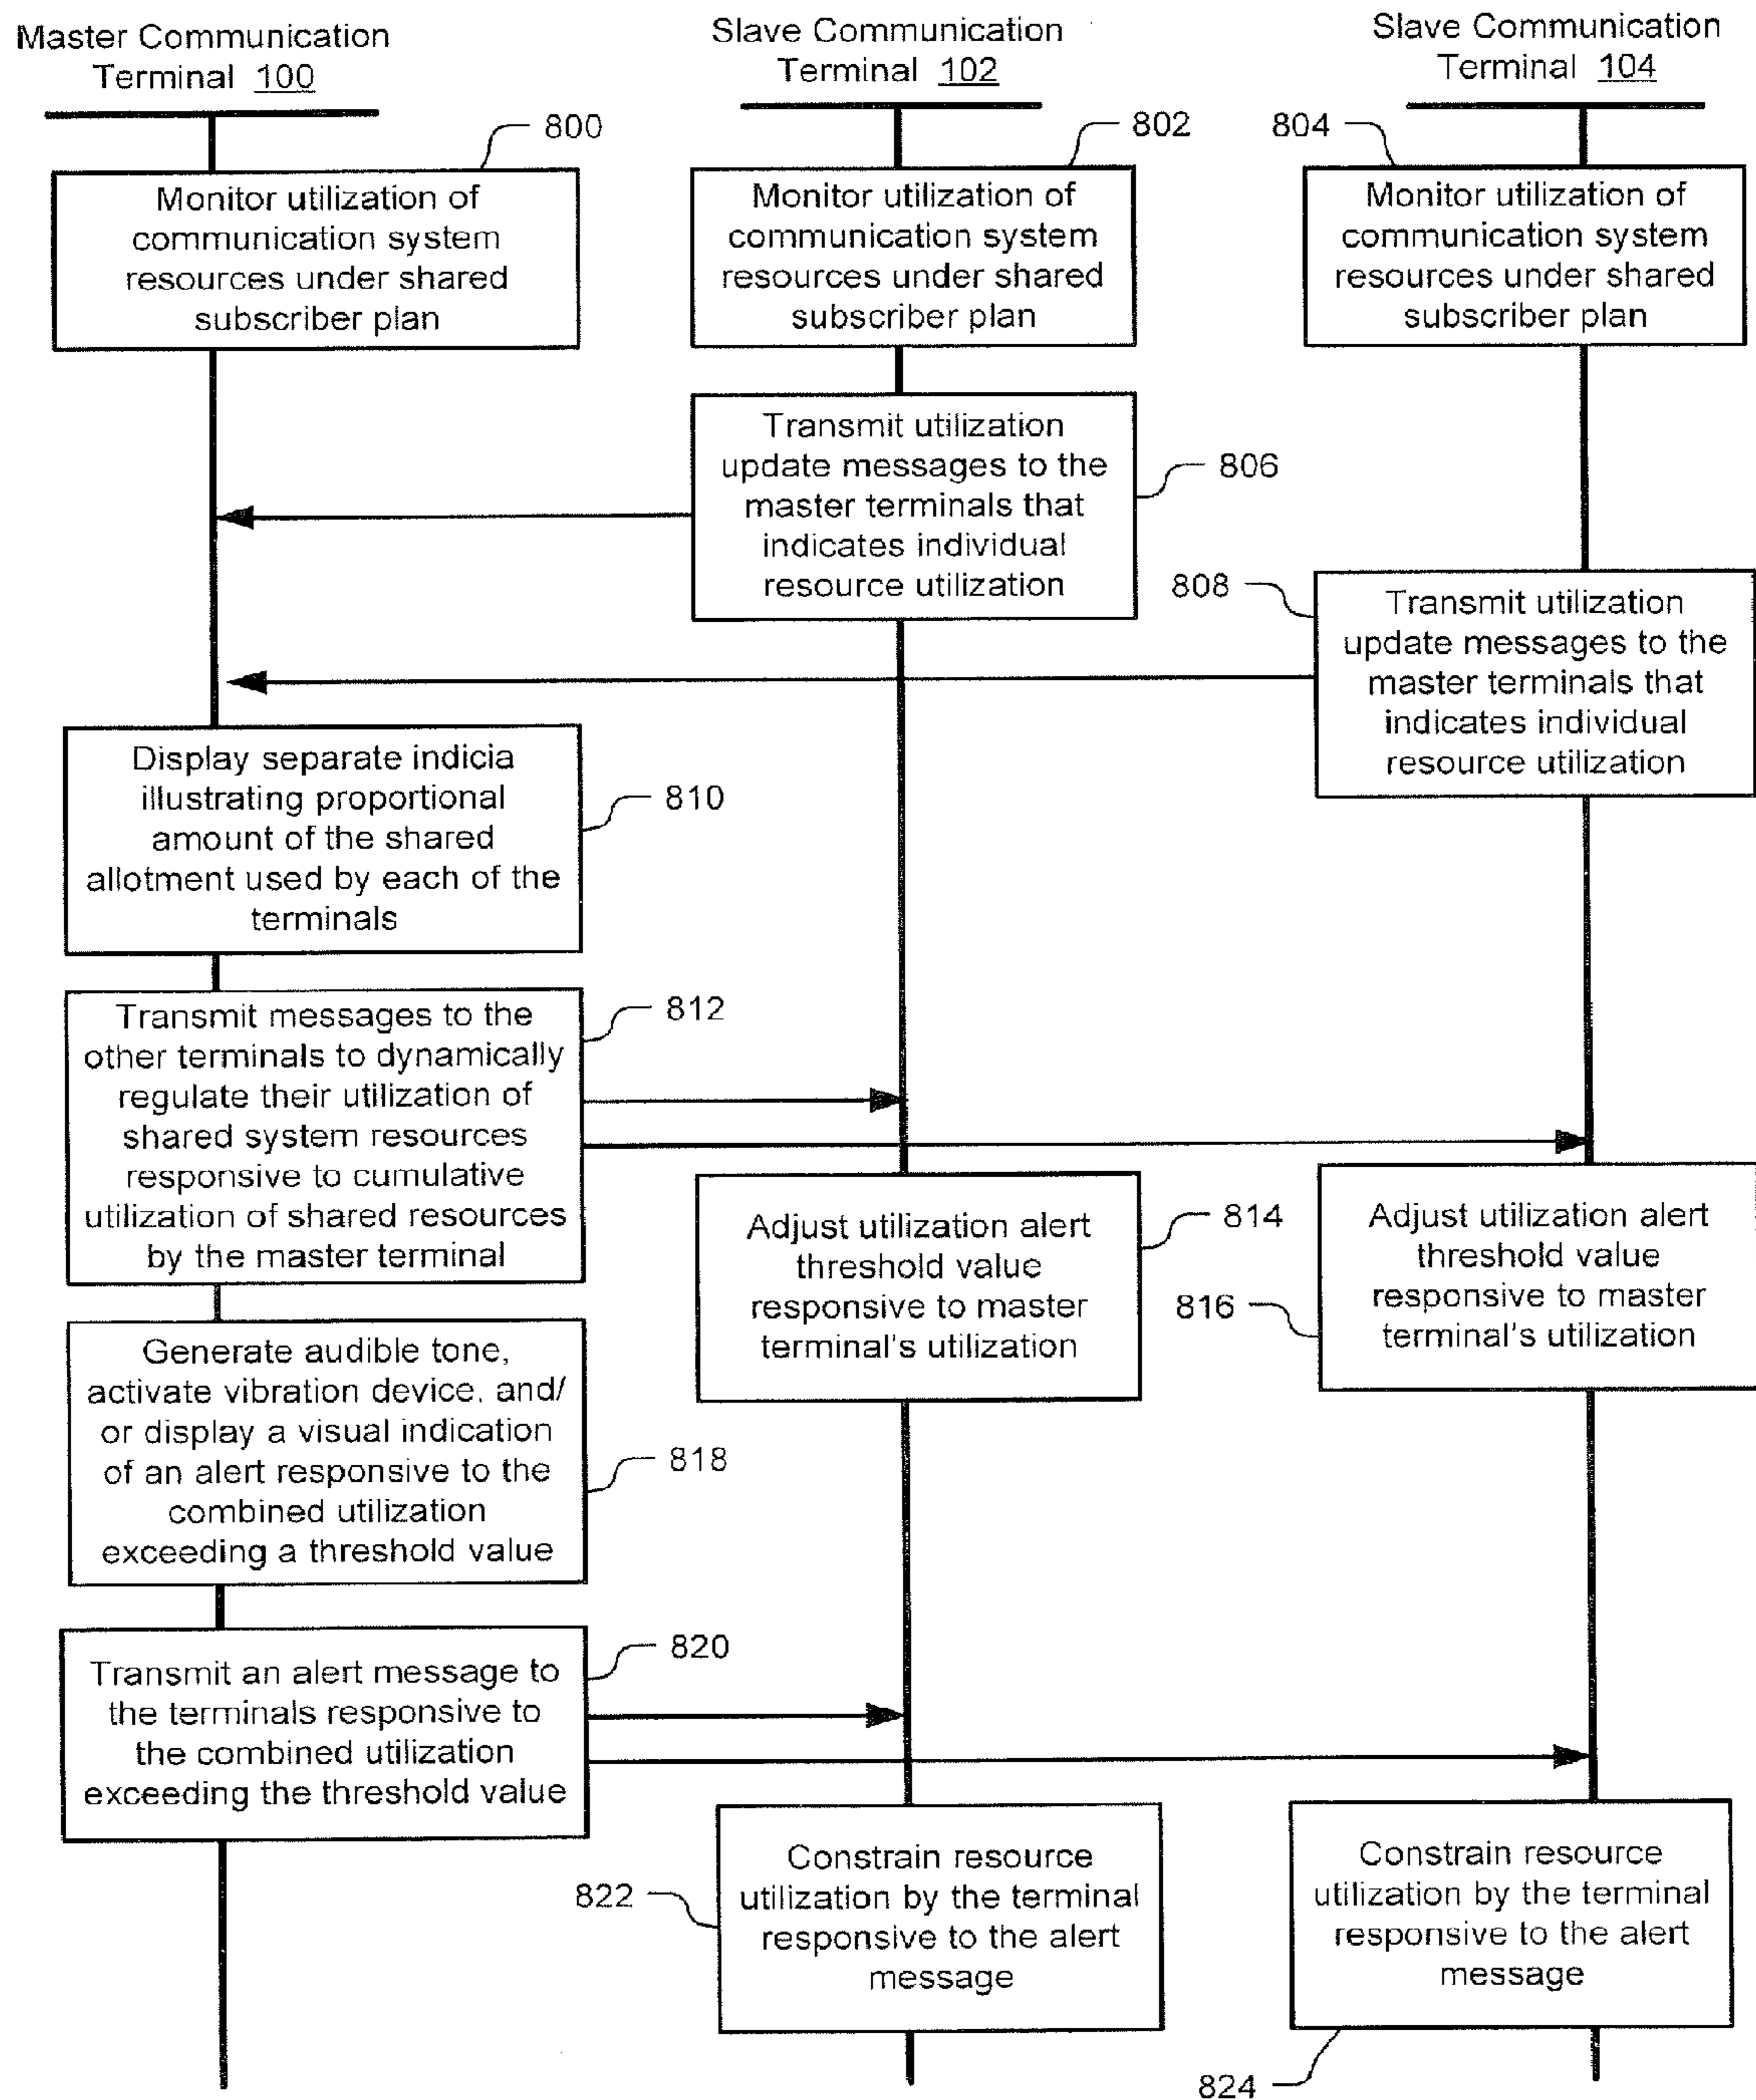 Master Communication
Terminal 100
Slave Communication
Terminal 102
Slave Communication
Terminal 104
800
802
804
Monitor utilization of
communication system
resources under shared
subscriber plan
Monitor utilization of
communication system
resources under shared
subscriber plan
Monitor utilization of
communication system
resources under shared
subscriber plan
Transmit utilization
update messages to the
master terminals that
indicates individual
resource utilization
806
808
Transmit utilization
update messages to the
master terminals that
indicates individual
resource utilization
Display separate indicia
illustrating proportional
amount of the shared
allotment used by each of the
terminals
810
Transmit messages to the
other terminals to dynamically
regulate their utilization of
shared system resources
responsive to cumulative
utilization of shared resources
by the master terminal
812
Adjust utilization alert
threshold value
responsive to master
terminal's utilization
814
816
Adjust utilization alert
threshold value
responsive to master
terminal's utilization
Generate audible tone,
activate vibration device, and/
or display a visual indication
of an alert responsive to the
combined utilization
exceeding a threshold value
818
Transmit an alert message to
the terminals responsive to
the combined utilization
exceeding the threshold value
820
822
Constrain resource
utilization by the terminal
responsive to the alert
message
Constrain resource
utilization by the terminal
responsive to the alert
message
824